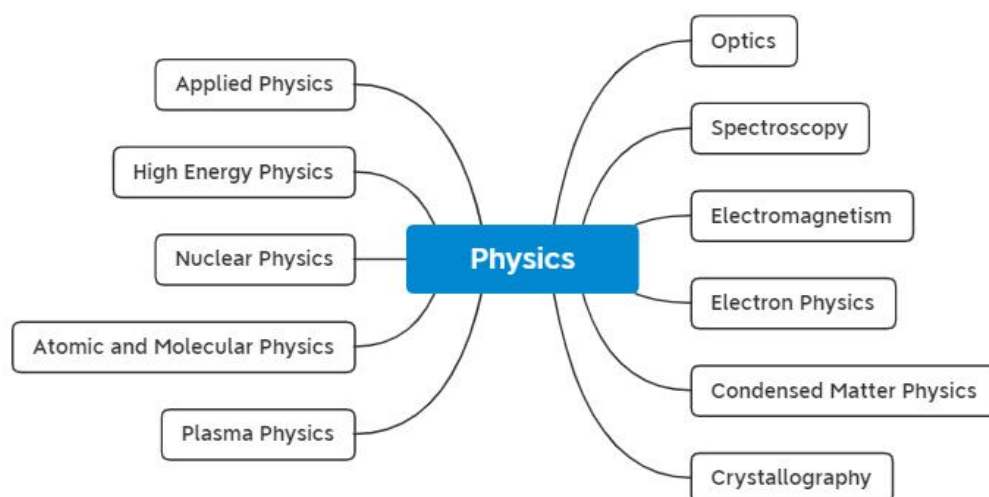 Physics
Optics
Spectroscopy
Electromagnetism
Electron Physics
Condensed Matter Physics
Crystallography
Applied Physics
High Energy Physics
Nuclear Physics
Atomic and Molecular Physics
Plasma Physics